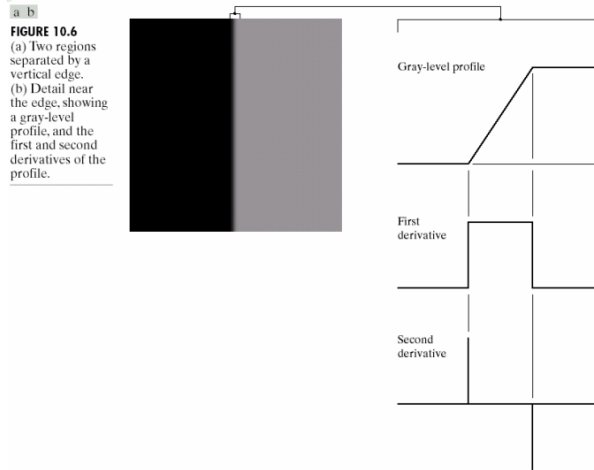 a b
FIGURE 10.6
(a) Two regions
separated by a
vertical edge.
(b) Detail near
the edge, showing
a gray-level
profile, and the
first and second
derivatives of the
profile.
Gray-level profile
First
derivative
Second
derivative